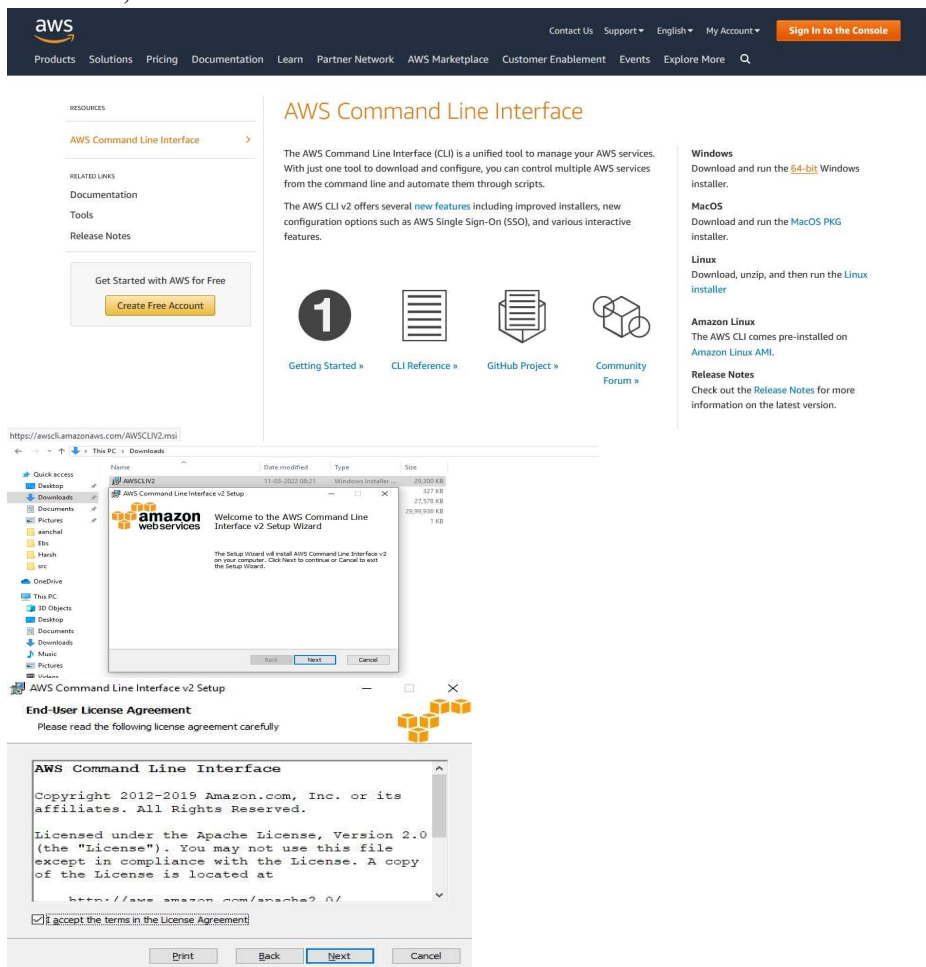 aws
Contact Us Support English My Account Sign In to the Console
Products Solutions Pricing Documentation Learn Partner Network AWS Marketplace Customer Enablement Events Explore More
RESOURCES
AWS Command Line Interface
RELATED LINKS
Documentation
Tools
Release Notes
Get Started with AWS for Free
Create Free Account
AWS Command Line Interface
The AWS Command Line Interface (CLI) is a unified tool to manage your AWS services.
With just one tool to download and configure, you can control multiple AWS services
from the command line and automate them through scripts.
The AWS CLI v2 offers several new features including improved installers, new
configuration options such as AWS Single Sign-On (SSO), and various interactive
features.
1
Getting Started »
CLI Reference »
GitHub Project »
Community
Forum »
Windows
Download and run the 64-bit Windows
installer.
MacOS
Download and run the MacOS PKG
installer.
Linux
Download, unzip, and then run the Linux
installer
Amazon Linux
The AWS CLI comes pre-installed on
Amazon Linux AMI.
Release Notes
Check out the Release Notes for more
information on the latest version.
https://awscli.amazonaws.com/AWSCLIV2.msi
This PC › Downloads
Name Date modified Type Size
Quick access
Desktop
Downloads
Documents
Pictures
aanchal
Ebs
Harsh
src
OneDrive
This PC
3D Objects
Desktop
Documents
Downloads
Music
Pictures
Videos
AWSCLIV2 11-03-2022 08:21 Windows Installer ... 29,300 KB
327 KB
27,578 KB
29,99,936 KB
1 KB
AWS Command Line Interface v2 Setup
amazon
webservices
Welcome to the AWS Command Line
Interface v2 Setup Wizard
The Setup Wizard will install AWS Command Line Interface v2
on your computer. Click Next to continue or Cancel to exit
the Setup Wizard.
Back Next Cancel
AWS Command Line Interface v2 Setup
End-User License Agreement
Please read the following license agreement carefully
AWS Command Line Interface
Copyright 2012-2019 Amazon.com, Inc. or its
affiliates. All Rights Reserved.
Licensed under the Apache License, Version 2.0
(the "License"). You may not use this file
except in compliance with the License. A copy
of the License is located at
http://aws.amazon.com/apache2.0/
I accept the terms in the License Agreement
Print Back Next Cancel